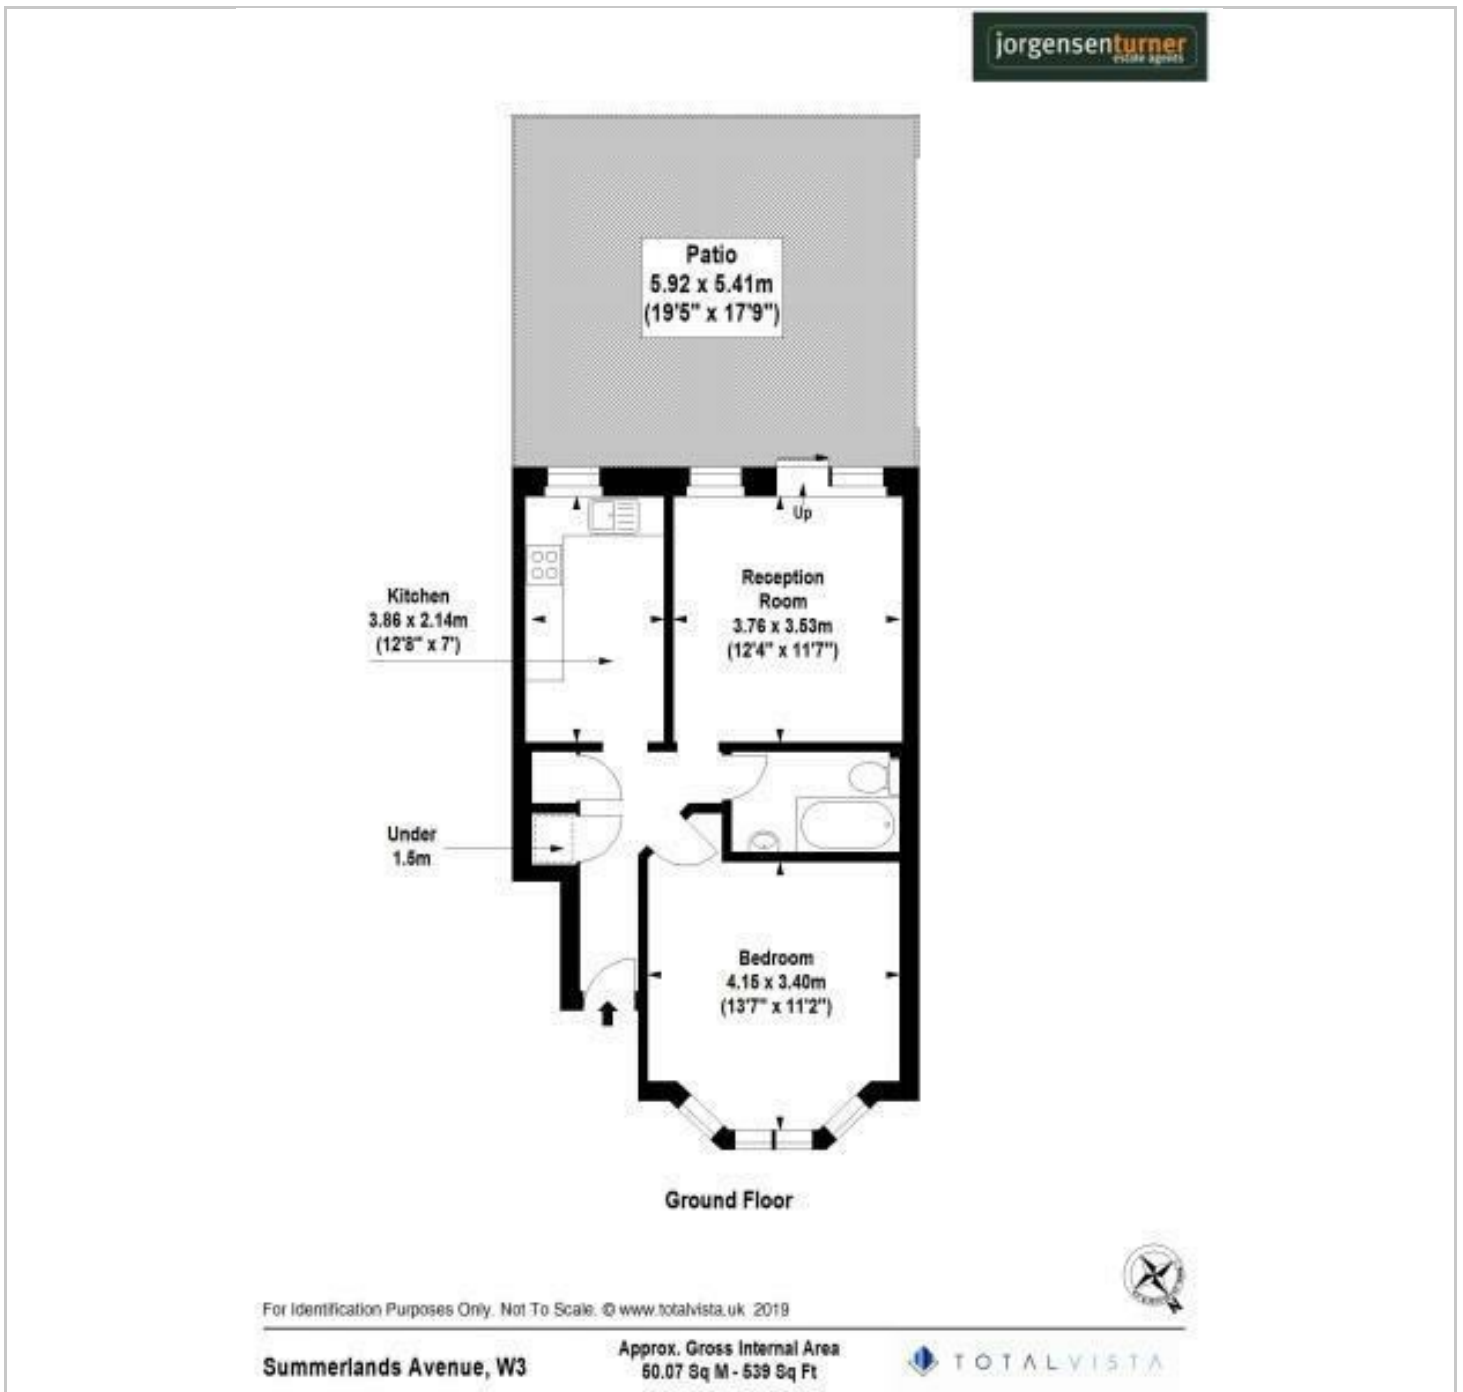 jorgensenturner
estate agents
Patio
5.92 x 5.41m
(19'5" x 17'9")
Up
Kitchen
3.86 x 2.14m
(12'8" x 7')
Reception
Room
3.76 x 3.53m
(12'4" x 11'7")
Under
1.5m
Bedroom
4.15 x 3.40m
(13'7" x 11'2")
Ground Floor
For Identification Purposes Only. Not To Scale. © www.totalvista.uk 2019
Summerlands Avenue, W3
Approx. Gross Internal Area
50.07 Sq M - 539 Sq Ft
TOTALVISTA